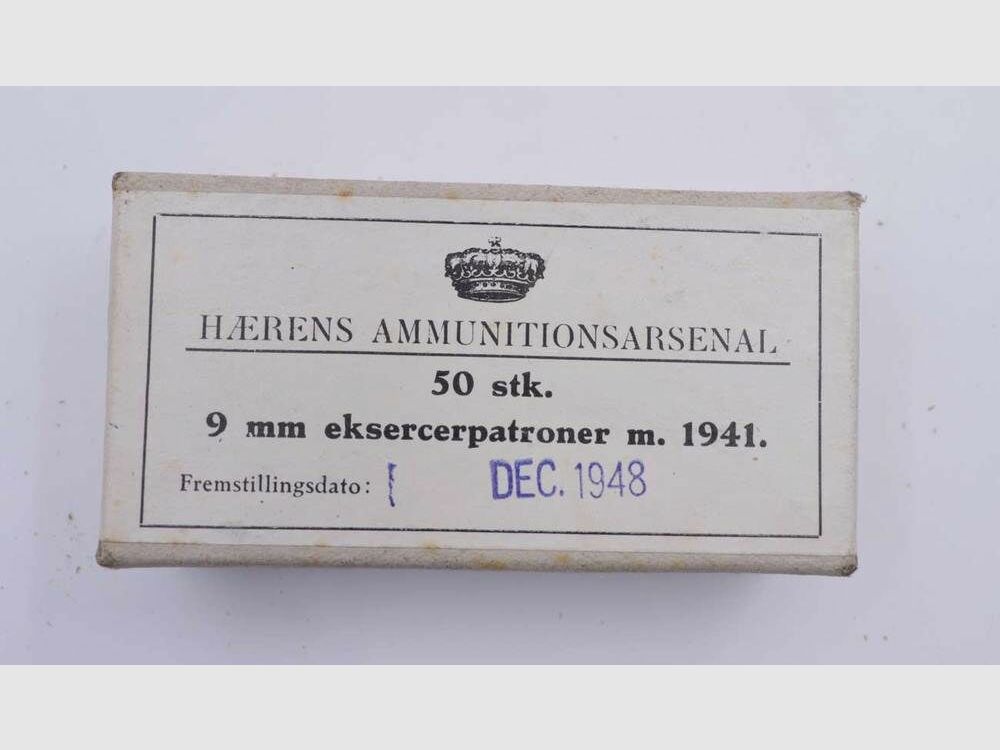 HÆRENS AMMUNITIONSARSENAL
50 stk.
9 mm eksercerpatroner m. 1941.
Fremstillingsdato: DEC. 1948